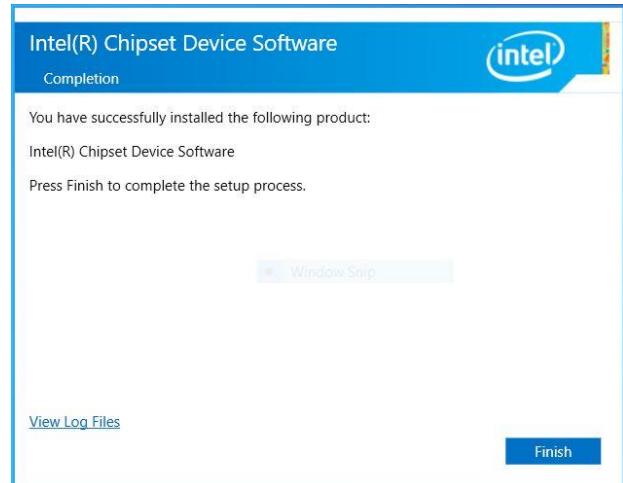 Intel(R) Chipset Device Software
intel
Completion
You have successfully installed the following product:
Intel(R) Chipset Device Software
Press Finish to complete the setup process.
Window Snip
View Log Files
Finish